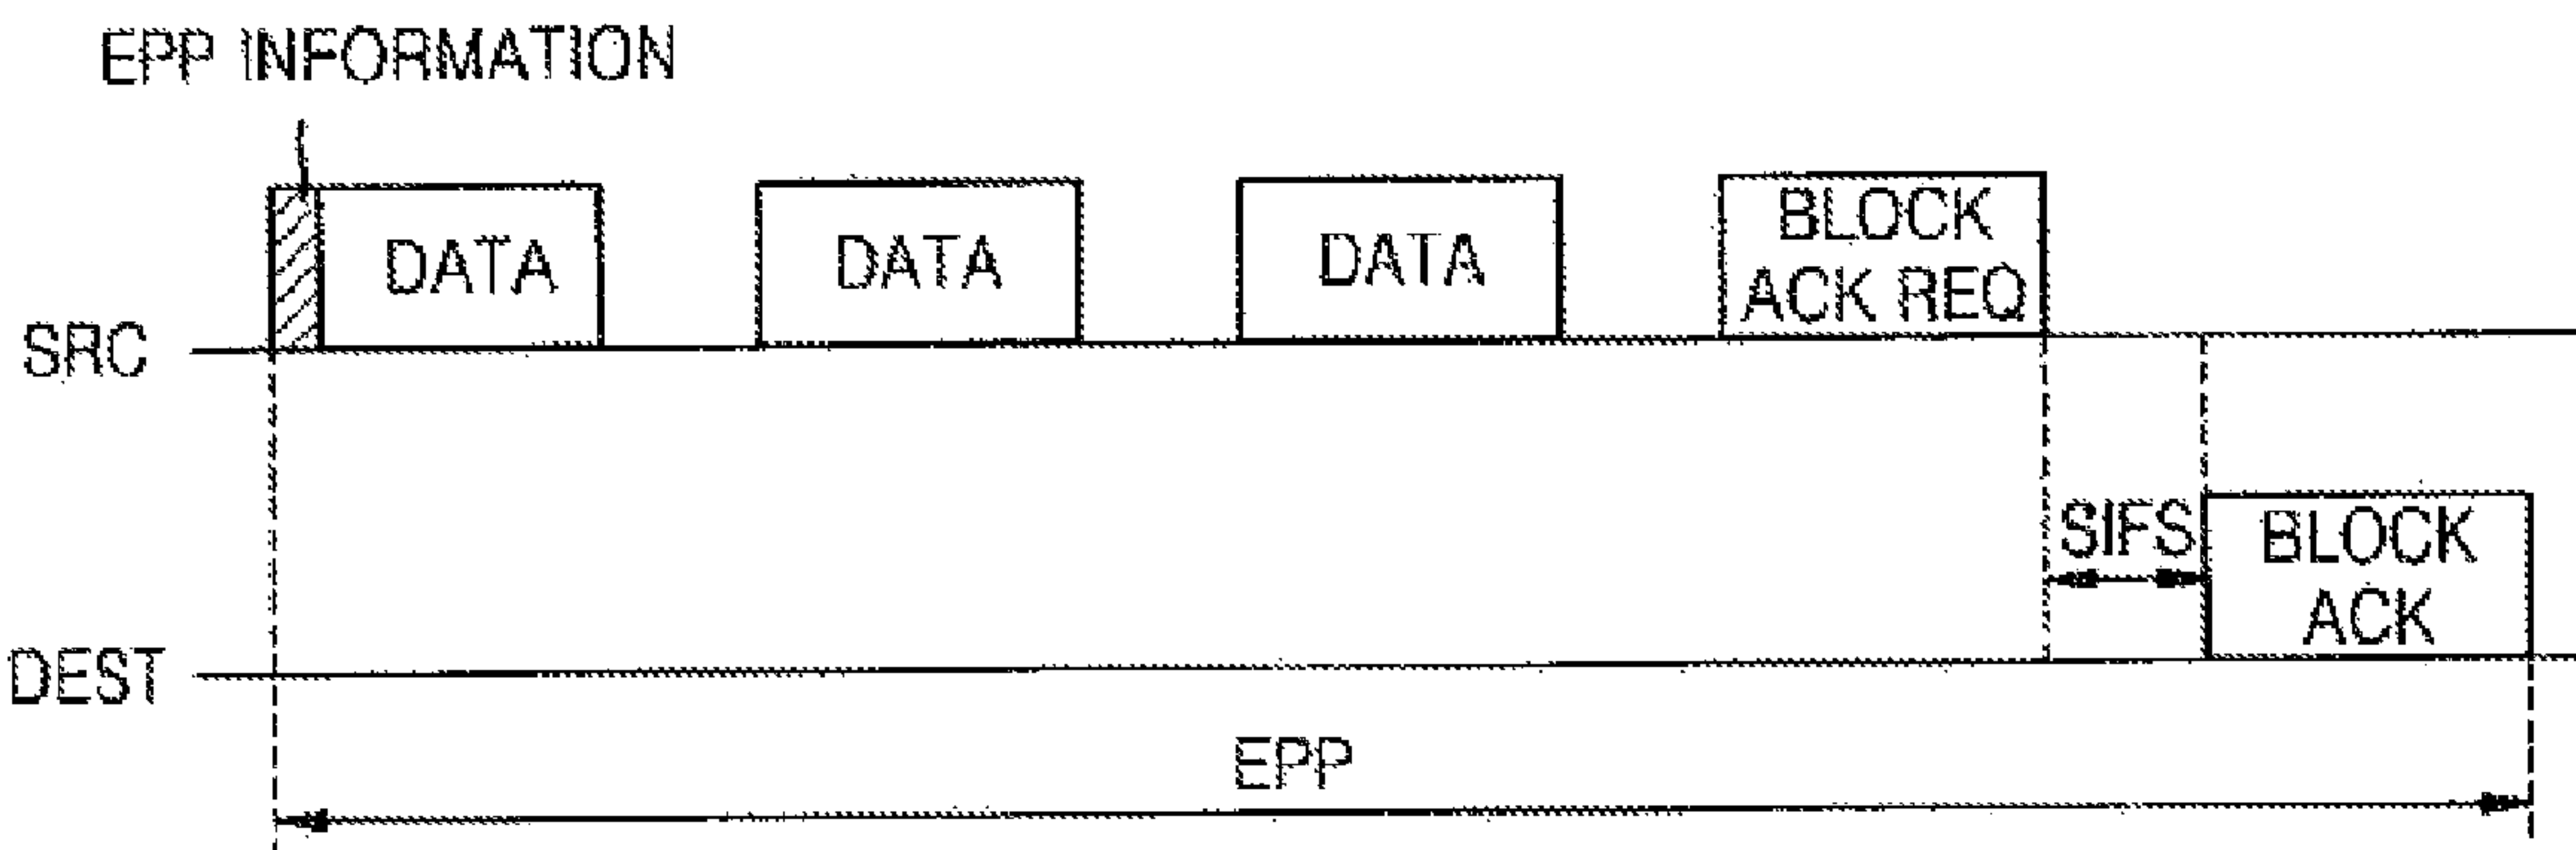 EPP INFORMATION
DATA
DATA
DATA
BLOCK
ACK REQ
SRC
SIFS
BLOCK
ACK
DEST
EPP